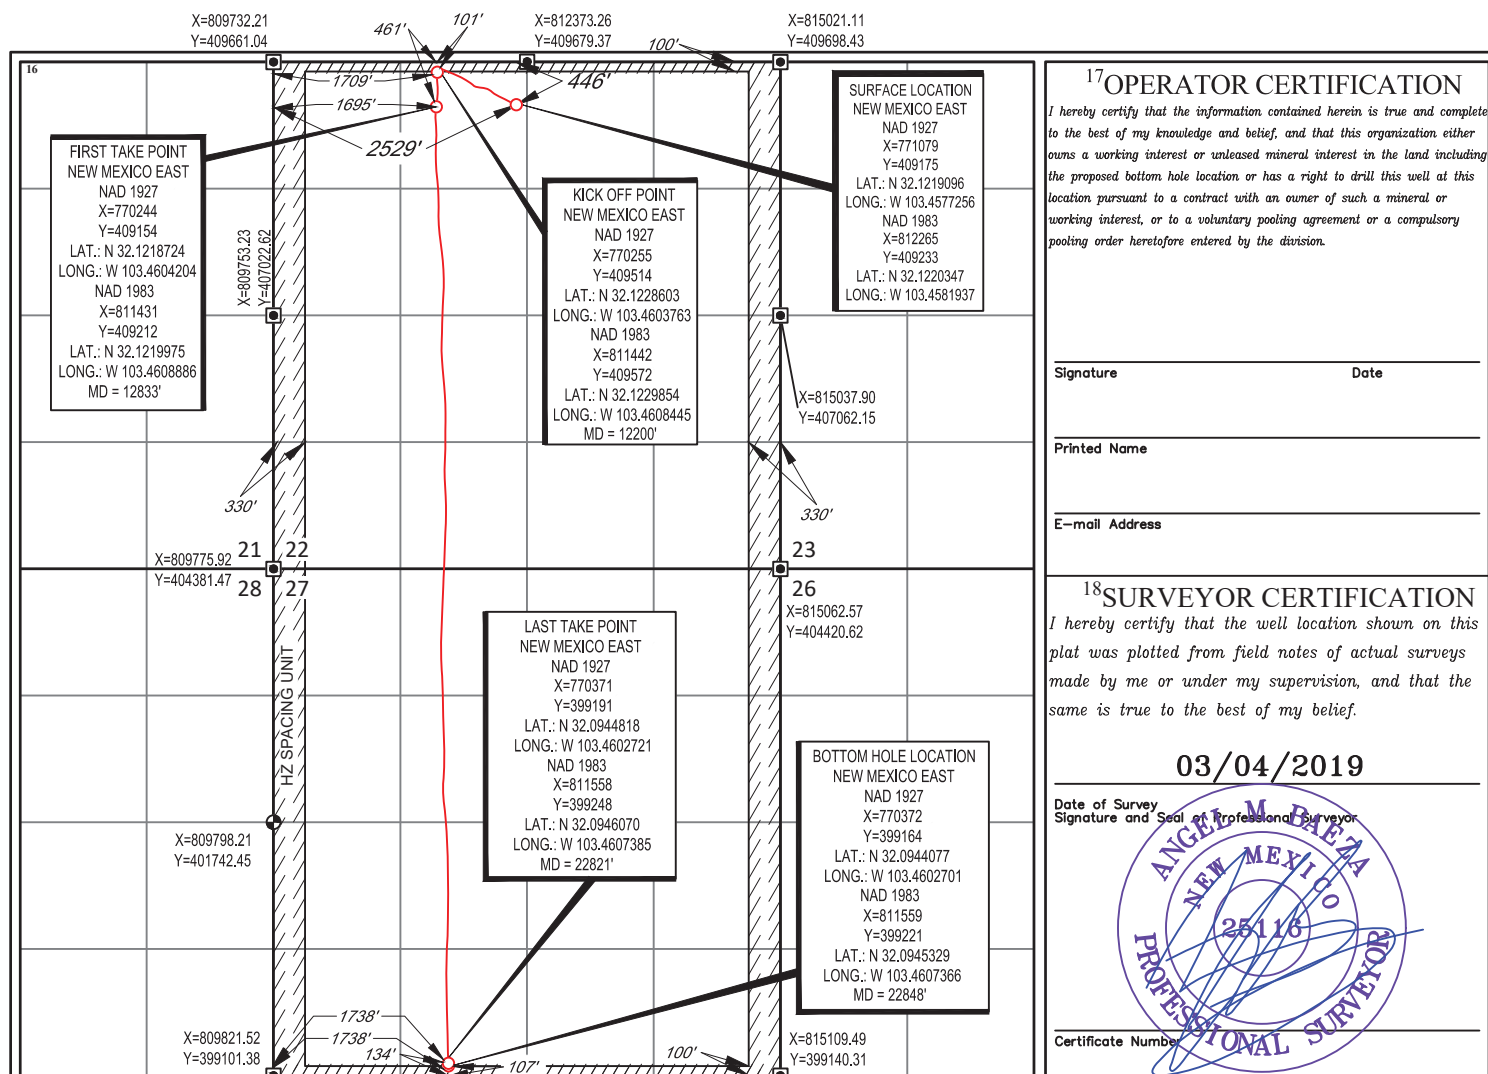 X=809732.21
Y=409661.04
461'
101'
X=812373.26
Y=409679.37
100'
X=815021.11
Y=409698.43
16
1709'
1695'
2529'
446'
FIRST TAKE POINT
NEW MEXICO EAST
NAD 1927
X=770244
Y=409154
LAT.: N 32.1218724
LONG.: W 103.4604204
NAD 1983
X=811431
Y=409212
LAT.: N 32.1219975
LONG.: W 103.4608886
MD = 12833'
KICK OFF POINT
NEW MEXICO EAST
NAD 1927
X=770255
Y=409514
LAT.: N 32.1228603
LONG.: W 103.4603763
NAD 1983
X=811442
Y=409572
LAT.: N 32.1229854
LONG.: W 103.4608445
MD = 12200'
SURFACE LOCATION
NEW MEXICO EAST
NAD 1927
X=771079
Y=409175
LAT.: N 32.1219096
LONG.: W 103.4577256
NAD 1983
X=812265
Y=409233
LAT.: N 32.1220347
LONG.: W 103.4581937
X=809753.23
Y=407022.62
X=815037.90
Y=407062.15
330'
330'
21 22
28 27
23
26
X=809775.92
Y=404381.47
X=815062.57
Y=404420.62
HZ SPACING UNIT
LAST TAKE POINT
NEW MEXICO EAST
NAD 1927
X=770371
Y=399191
LAT.: N 32.0944818
LONG.: W 103.4602721
NAD 1983
X=811558
Y=399248
LAT.: N 32.0946070
LONG.: W 103.4607385
MD = 22821'
BOTTOM HOLE LOCATION
NEW MEXICO EAST
NAD 1927
X=770372
Y=399164
LAT.: N 32.0944077
LONG.: W 103.4602701
NAD 1983
X=811559
Y=399221
LAT.: N 32.0945329
LONG.: W 103.4607366
MD = 22848'
X=809798.21
Y=401742.45
X=809821.52
Y=399101.38
1738'
1738'
134'
107'
100'
X=815109.49
Y=399140.31
17 OPERATOR CERTIFICATION
I hereby certify that the information contained herein is true and complete
to the best of my knowledge and belief, and that this organization either
owns a working interest or unleased mineral interest in the land including
the proposed bottom hole location or has a right to drill this well at this
location pursuant to a contract with an owner of such a mineral or
working interest, or to a voluntary pooling agreement or a compulsory
pooling order heretofore entered by the division.
Signature Date
Printed Name
E-mail Address
18 SURVEYOR CERTIFICATION
I hereby certify that the well location shown on this
plat was plotted from field notes of actual surveys
made by me or under my supervision, and that the
same is true to the best of my belief.
03/04/2019
Date of Survey
Signature and Seal of Professional Surveyor
ANGEL M. BAEZA
NEW MEXICO
25116
PROFESSIONAL SURVEYOR
Certificate Number